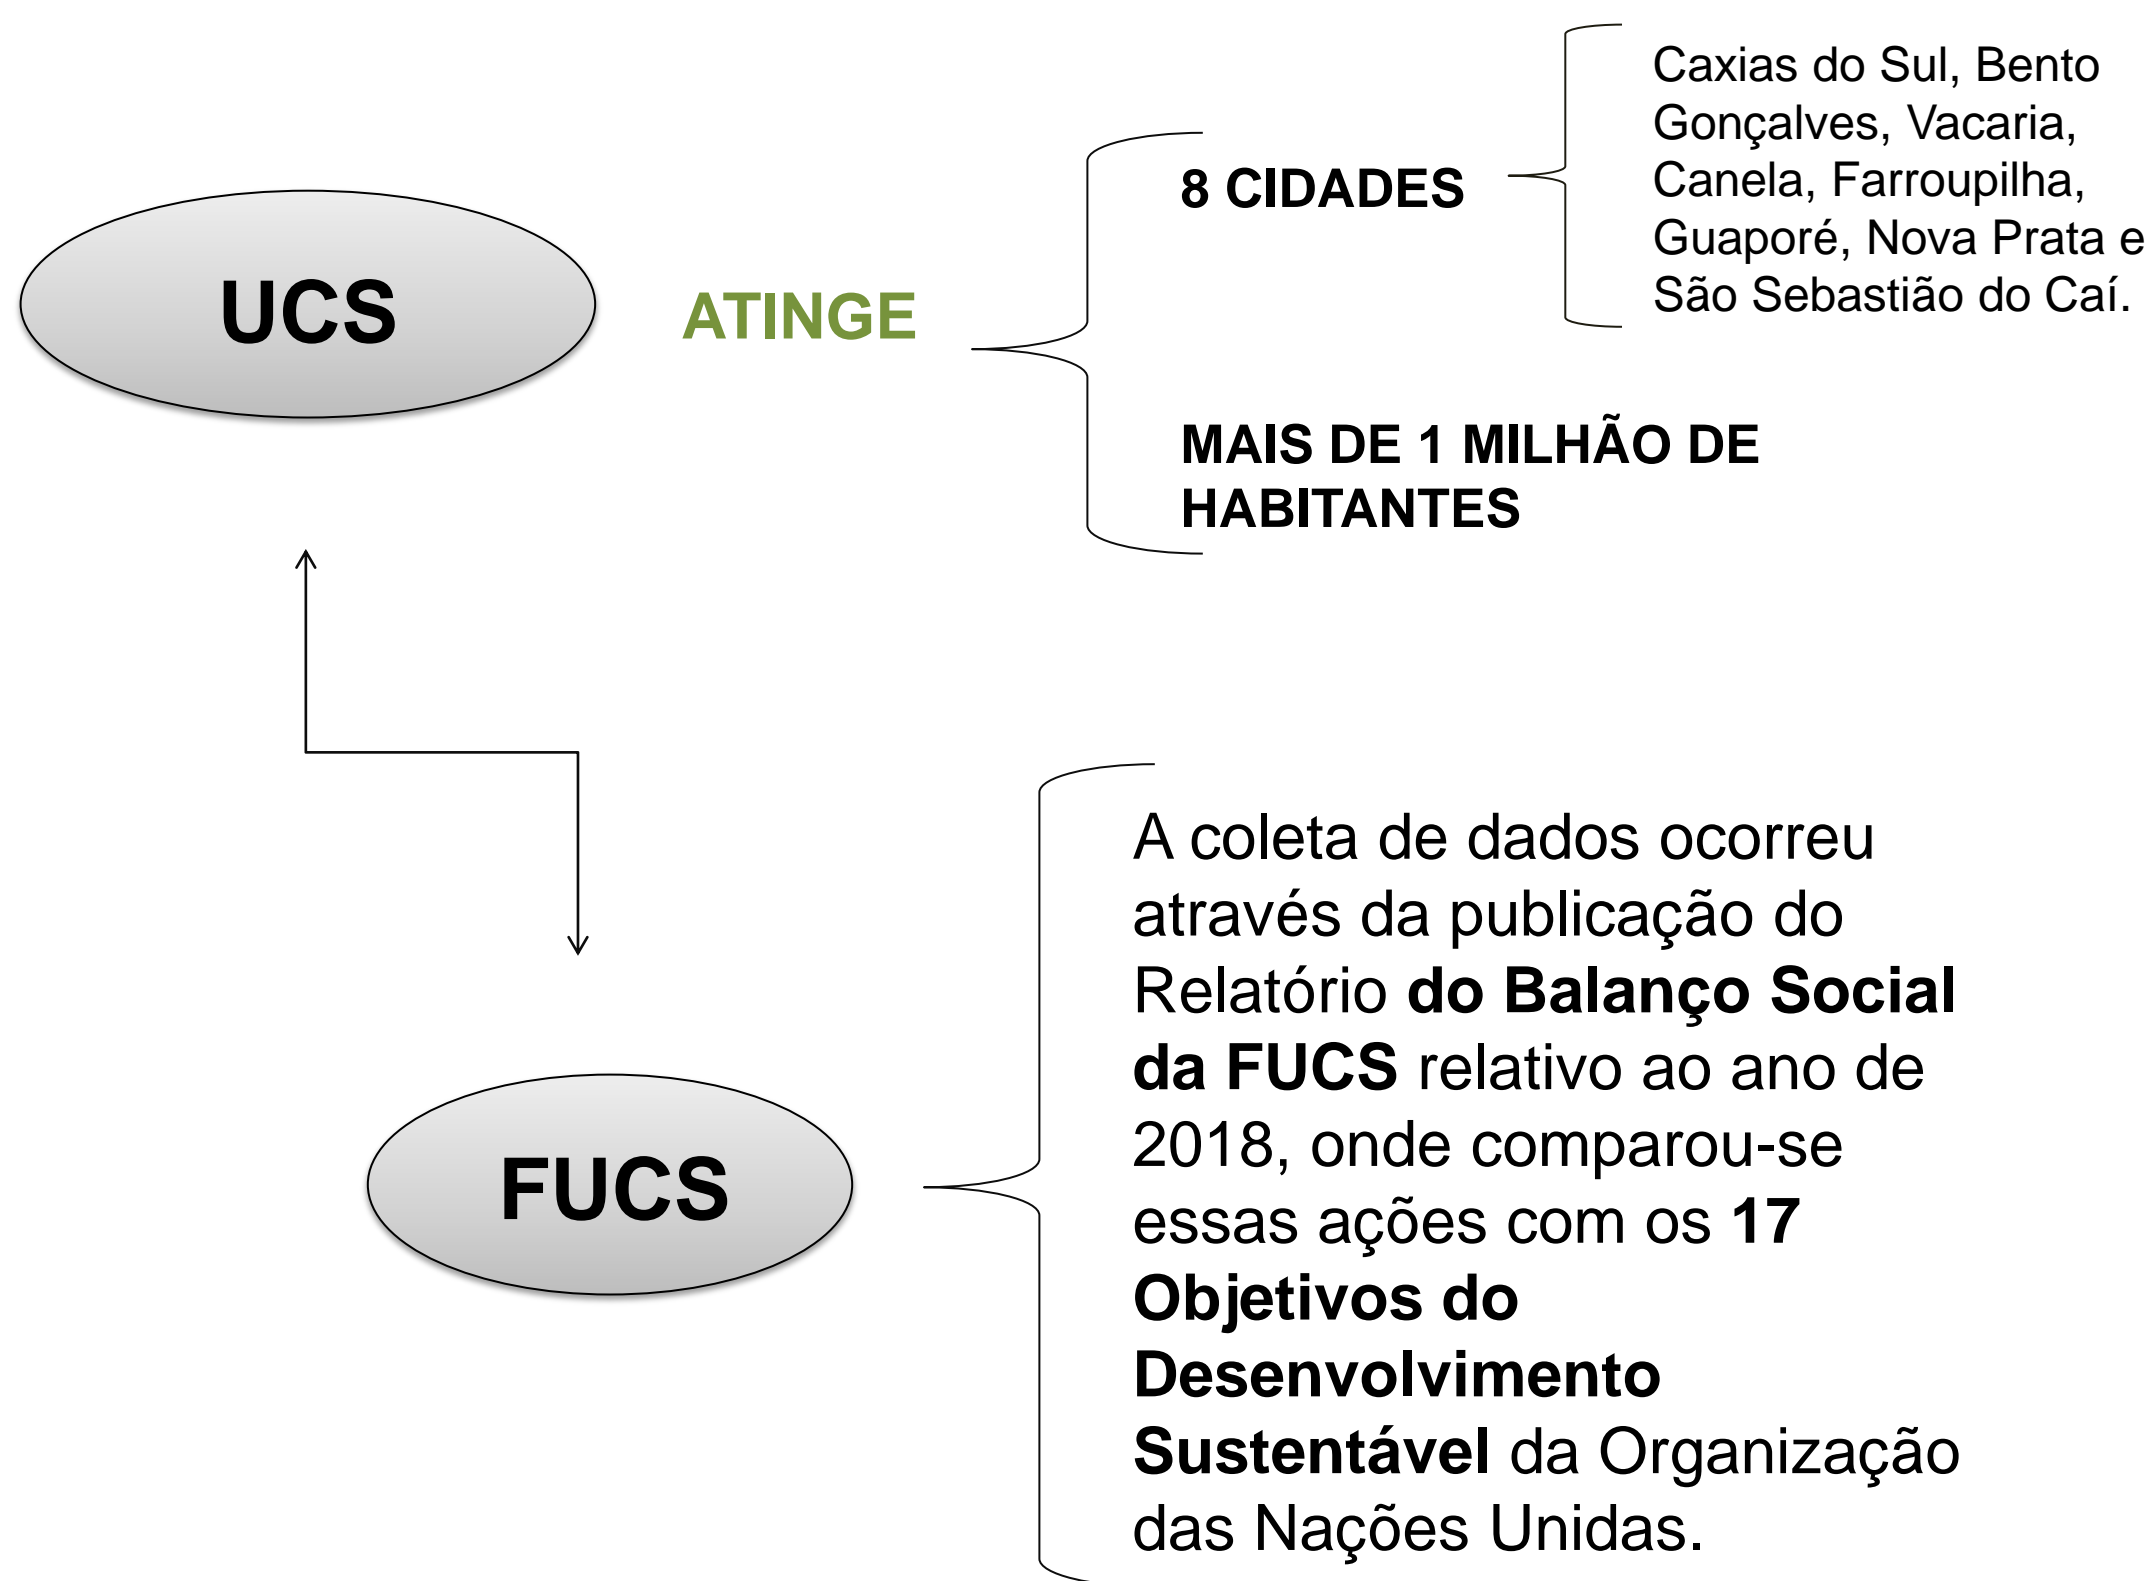 UCS
ATINGE
8 CIDADES
Caxias do Sul, Bento
Gonçalves, Vacaria,
Canela, Farroupilha,
Guaporé, Nova Prata e
São Sebastião do Caí.
MAIS DE 1 MILHÃO DE
HABITANTES
FUCS
A coleta de dados ocorreu
através da publicação do
Relatório do Balanço Social
da FUCS relativo ao ano de
2018, onde comparou-se
essas ações com os 17
Objetivos do
Desenvolvimento
Sustentável da Organização
das Nações Unidas.